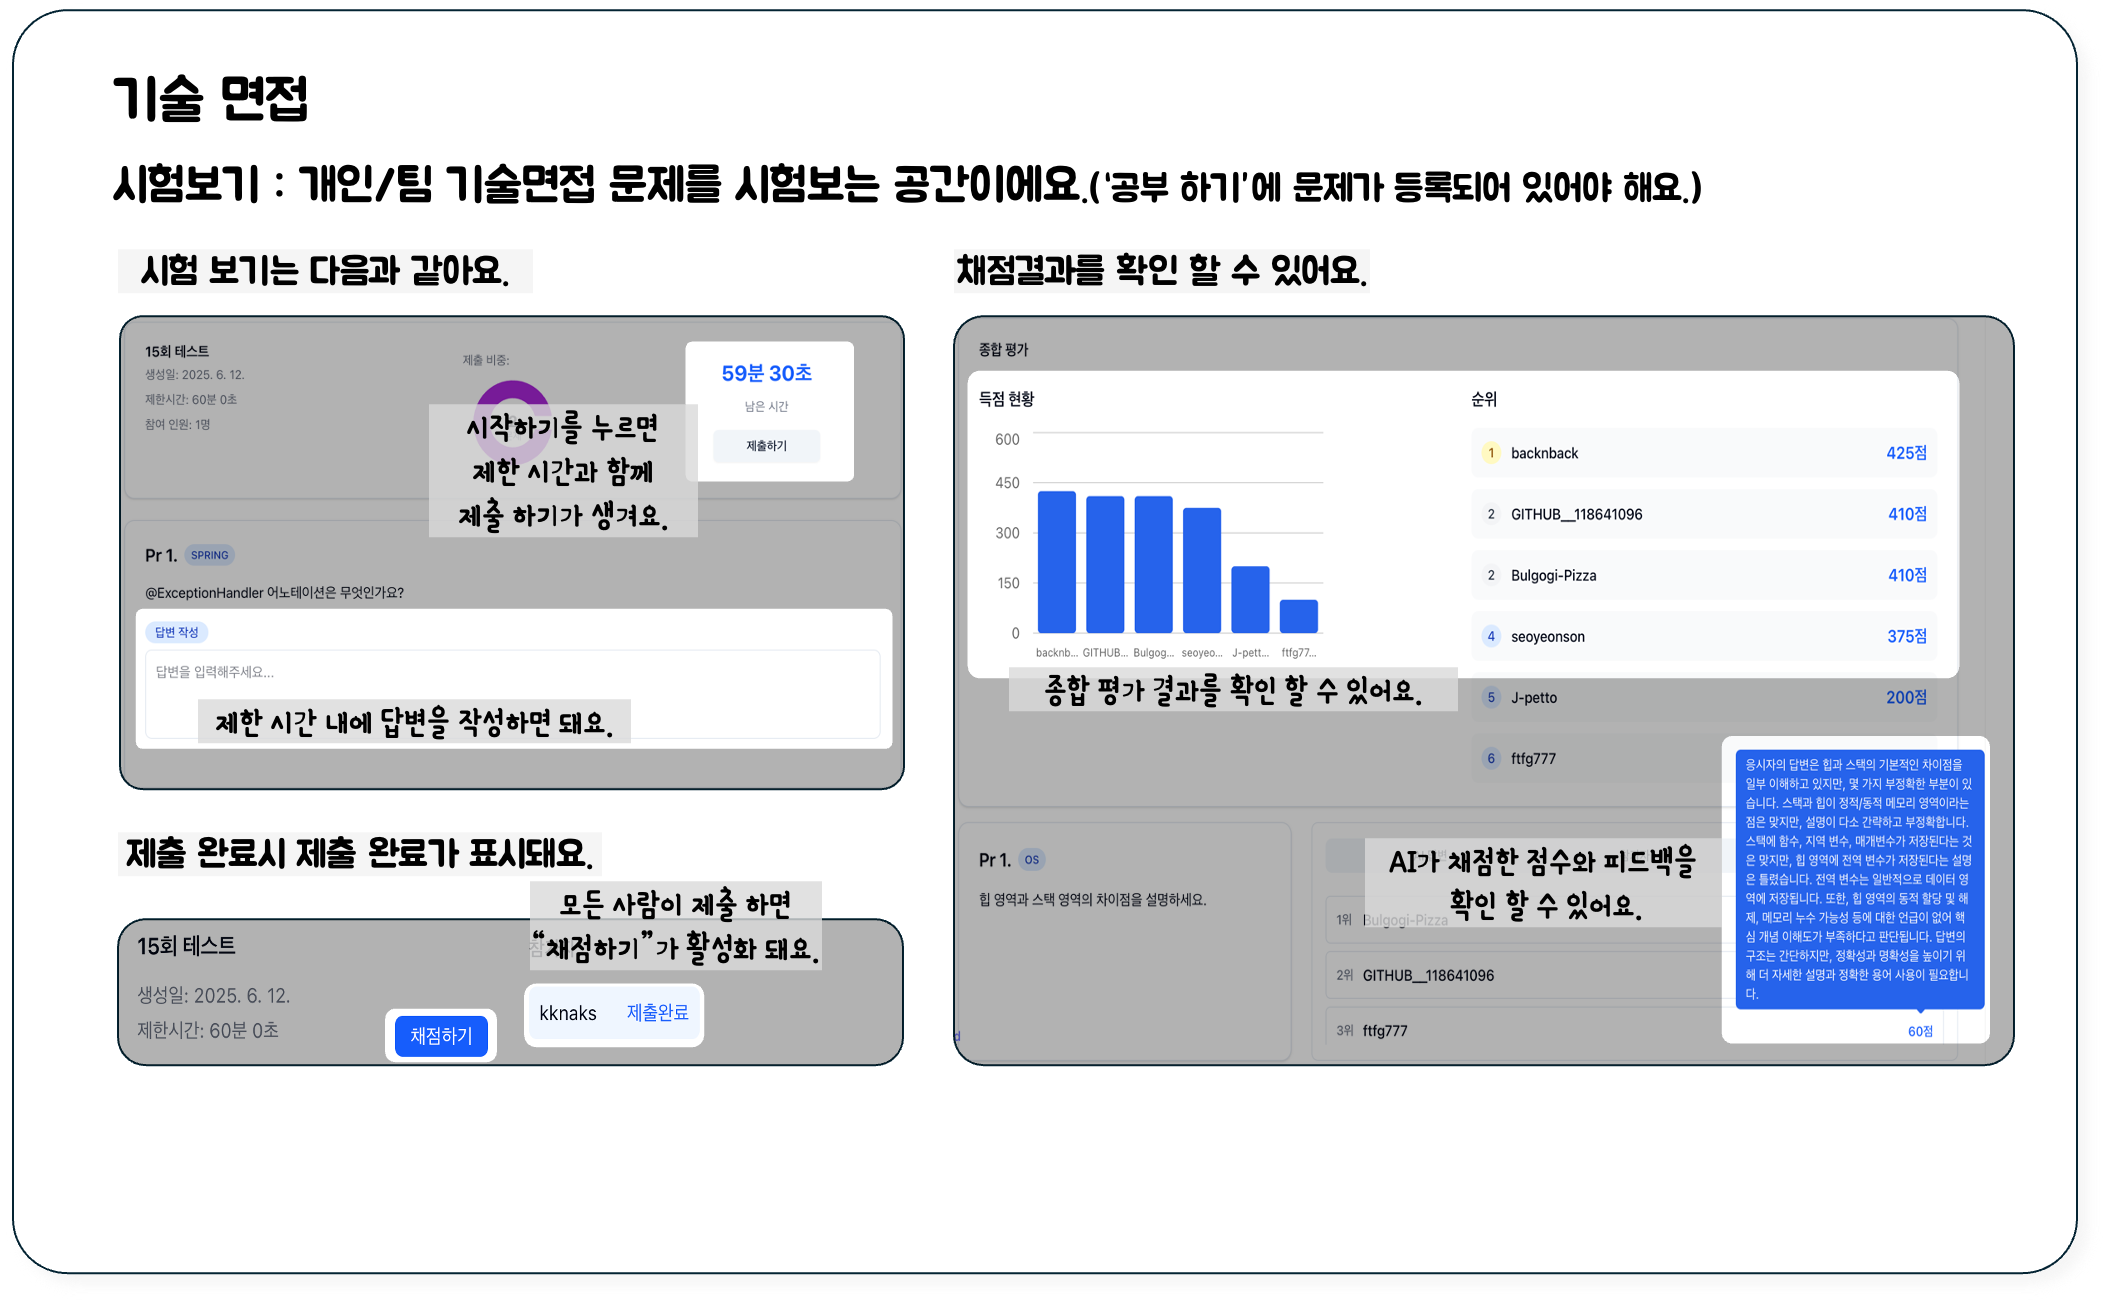 기술 면접
시험보기 : 개인/팀 기술면접 문제를 시험보는 공간이에요.('공부 하기'에 문제가 등록되어 있어야 해요.)
시험 보기는 다음과 같아요.
15회 테스트
생성일: 2025. 6. 12.
제한시간: 60분 0초
참여 인원: 1명
제출 비중:
59분 30초
남은 시간
제출하기
시작하기를 누르면
제한 시간과 함께
제출 하기가 생겨요.
Pr 1. SPRING
@ExceptionHandler 어노테이션은 무엇인가요?
답변 작성
답변을 입력해주세요...
제한 시간 내에 답변을 작성하면 돼요.
제출 완료시 제출 완료가 표시돼요.
모든 사람이 제출 하면
“채점하기”가 활성화 돼요.
15회 테스트
생성일: 2025. 6. 12.
제한시간: 60분 0초
채점하기
kknaks 제출완료
채점결과를 확인 할 수 있어요.
종합 평가
득점 현황
600
450
300
150
0
backnb... GITHUB... Bulgog... seoyeo... J-pett... ftfg77...
순위
1 backnback 425점
2 GITHUB__118641096 410점
2 Bulgogi-Pizza 410점
4 seoyeonson 375점
5 J-petto 200점
6 ftfg777
종합 평가 결과를 확인 할 수 있어요.
Pr 1. OS
힙 영역과 스택 영역의 차이점을 설명하세요.
AI가 채점한 점수와 피드백을
확인 할 수 있어요.
1위 Bulgogi-Pizza
2위 GITHUB__118641096
3위 ftfg777
응시자의 답변은 힙과 스택의 기본적인 차이점을
일부 이해하고 있지만, 몇 가지 부정확한 부분이 있
습니다. 스택과 힙이 정적/동적 메모리 영역이라는
점은 맞지만, 설명이 다소 간략하고 부정확합니다.
스택에 함수, 지역 변수, 매개변수가 저장된다는 것
은 맞지만, 힙 영역에 전역 변수가 저장된다는 설명
은 틀렸습니다. 전역 변수는 일반적으로 데이터 영
역에 저장됩니다. 또한, 힙 영역의 동적 할당 및 해
제, 메모리 누수 가능성 등에 대한 언급이 없어 핵
심 개념 이해도가 부족하다고 판단됩니다. 답변의
구조는 간단하지만, 정확성과 명확성을 높이기 위
해 더 자세한 설명과 정확한 용어 사용이 필요합니
다.
60점